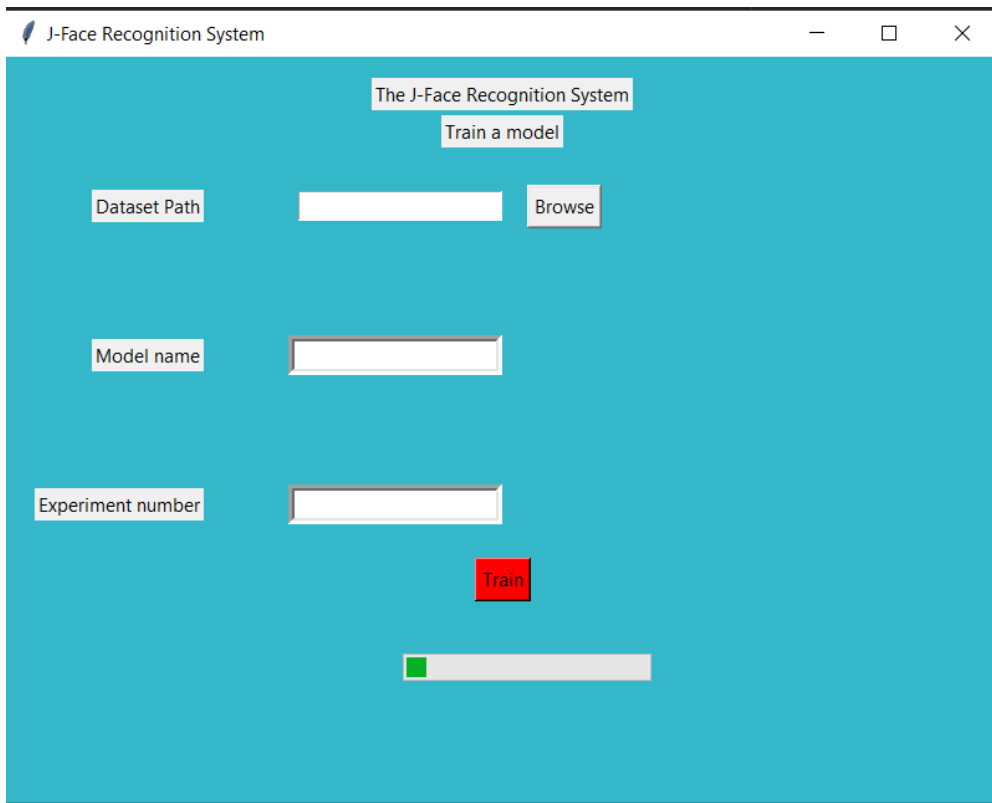 J-Face Recognition System
The J-Face Recognition System
Train a model
Dataset Path
Browse
Model name
Experiment number
Train